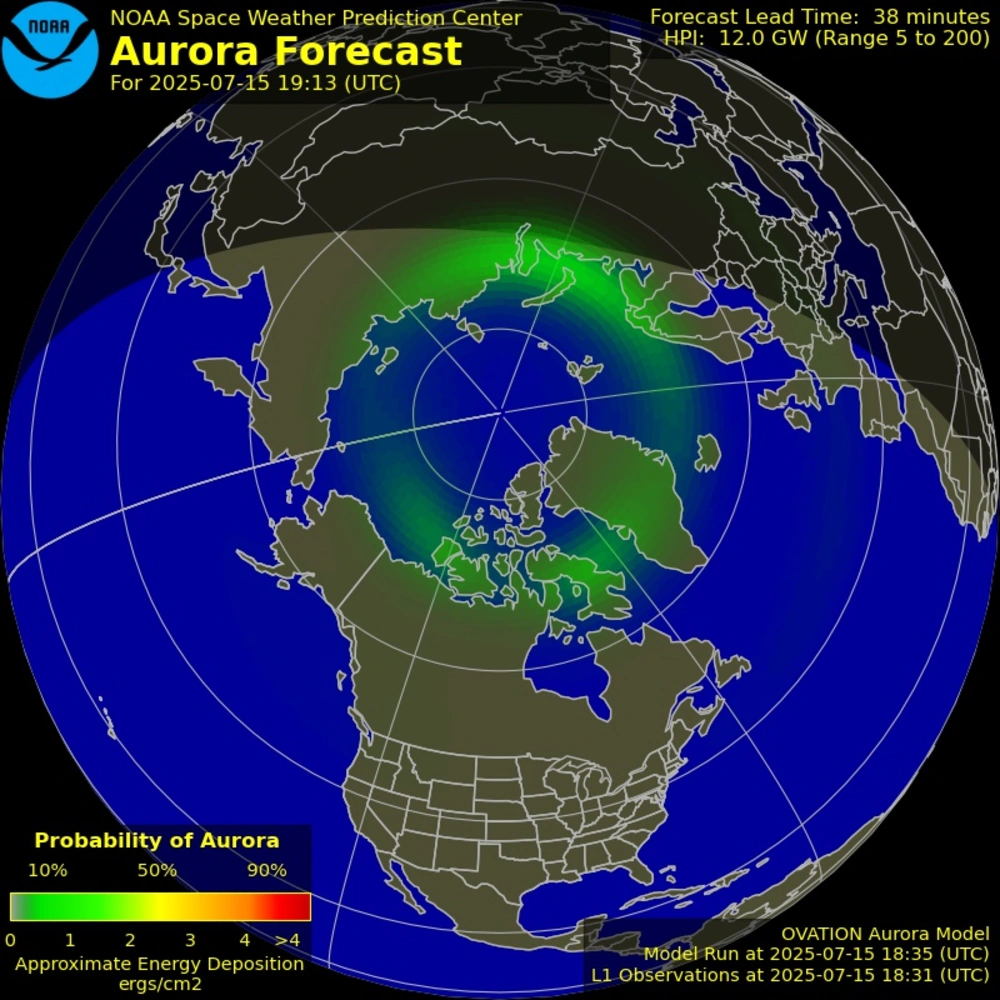 NOAA
NOAA Space Weather Prediction Center
Aurora Forecast
For 2025-07-15 19:13 (UTC)
Forecast Lead Time: 38 minutes
HPI: 12.0 GW (Range 5 to 200)
Probability of Aurora
10% 50% 90%
0 1 2 3 4 >4
Approximate Energy Deposition
ergs/cm2
OVATION Aurora Model
Model Run at 2025-07-15 18:35 (UTC)
L1 Observations at 2025-07-15 18:31 (UTC)